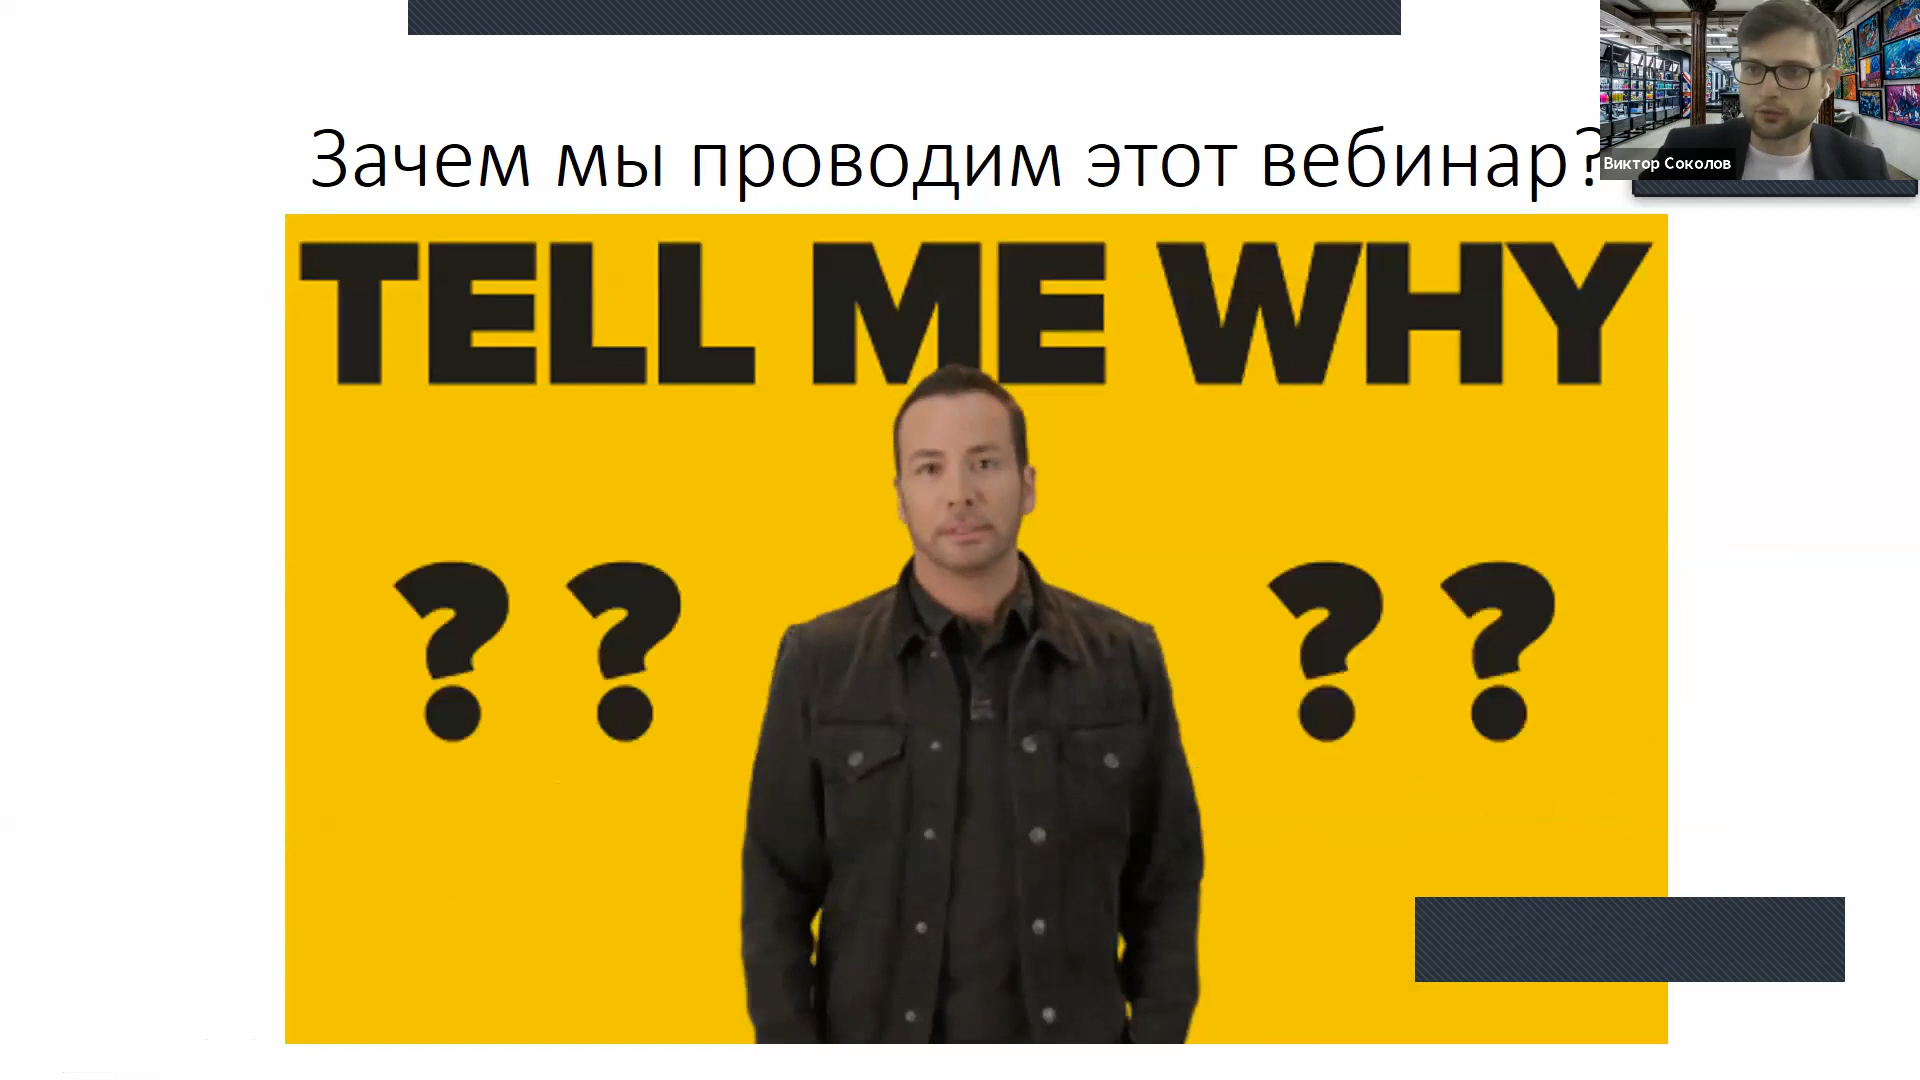 Зачем мы проводим этот вебинар?
Виктор Соколов
TELL ME WHY
? ? ? ?